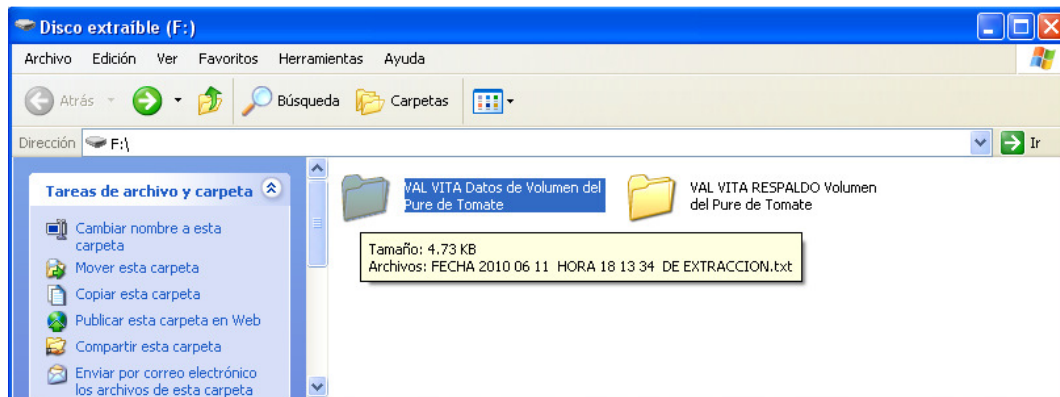 Disco extraíble (F:)
Archivo Edición Ver Favoritos Herramientas Ayuda
Atrás Búsqueda Carpetas
Dirección F:\ Ir
Tareas de archivo y carpeta
Cambiar nombre a esta
carpeta
Mover esta carpeta
Copiar esta carpeta
Publicar esta carpeta en Web
Compartir esta carpeta
Enviar por correo electrónico
los archivos de esta carpeta
VAL VITA Datos de Volumen del
Pure de Tomate
VAL VITA RESPALDO Volumen
del Pure de Tomate
Tamaño: 4.73 KB
Archivos: FECHA 2010 06 11 HORA 18 13 34 DE EXTRACCION.txt